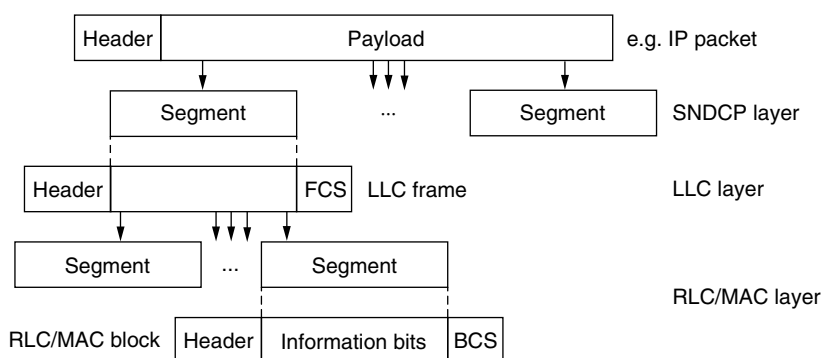 Header Payload e.g. IP packet
Segment ... Segment SNDCP layer
Header FCS LLC frame LLC layer
Segment ... Segment
RLC/MAC layer
RLC/MAC block Header Information bits BCS